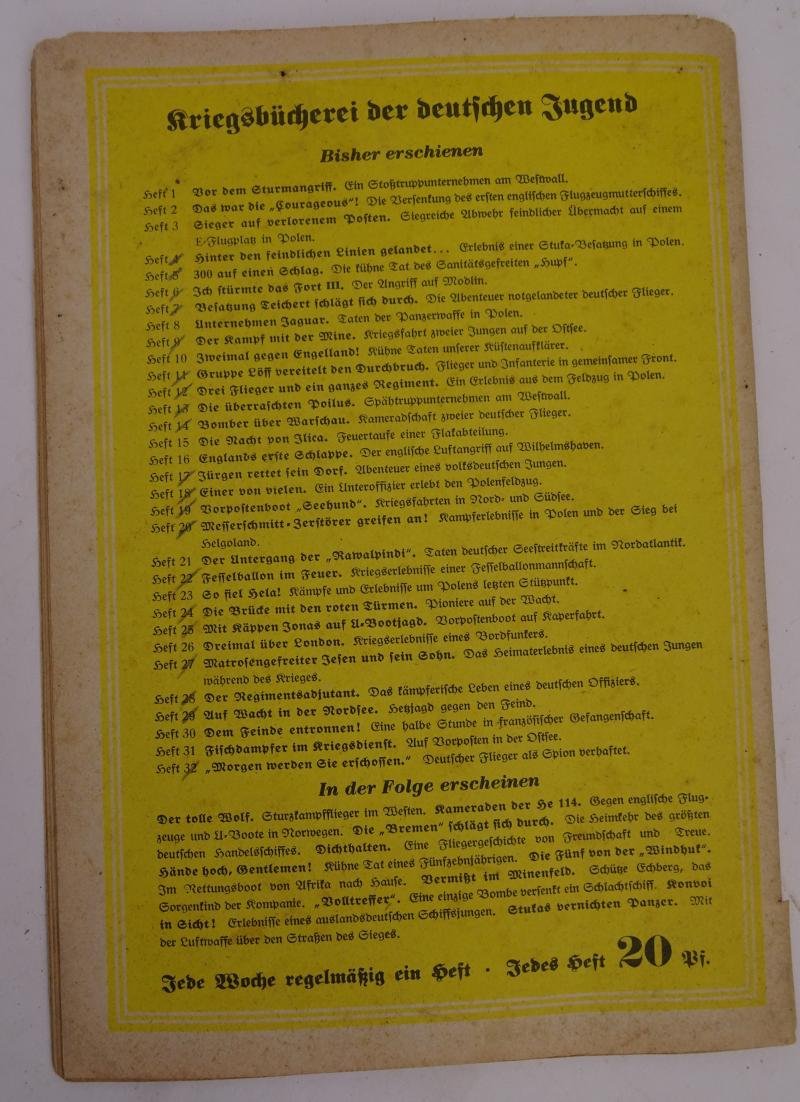 Kriegsbücherei der deutschen Jugend
Bisher erschienen
Heft 1 Vor dem Sturmangriff. Ein Stoßtruppunternehmen am Westwall.
Heft 2 Das war die „Courageous“! Die Versenkung des ersten englischen Flugzeugmutterschiffes.
Heft 3 Sieger auf verlorenem Posten. Siegreiche Abwehr feindlicher Übermacht auf einem
E-Flugplatz in Polen.
Heft 4 Hinter den feindlichen Linien gelandet... Erlebnis einer Stuka-Besatzung in Polen.
Heft 5 300 auf einen Schlag. Die kühne Tat des Sanitätsgefreiten „Hupf“.
Heft 6 Ich stürmte das Fort III. Der Angriff auf Modlin.
Heft 7 Besatzung Teichert schlägt sich durch. Die Abenteuer notgelandeter deutscher Flieger.
Heft 8 Unternehmen Jaguar. Taten der Panzerwaffe in Polen.
Heft 9 Der Kampf mit der Mine. Kriegsfahrt zweier Jungen auf der Ostsee.
Heft 10 Zweimal gegen Engelland! Kühne Taten unserer Küstenaufklärer.
Heft 11 Gruppe Löff vereitelt den Durchbruch. Flieger und Infanterie in gemeinsamer Front.
Heft 12 Drei Flieger und ein ganzes Regiment. Ein Erlebnis aus dem Feldzug in Polen.
Heft 13 Die überraschten Poilus. Spähtruppunternehmen am Westwall.
Heft 14 Bomber über Warschau. Kameradschaft zweier deutscher Flieger.
Heft 15 Die Nacht von Ilica. Feuertaufe einer Flakabteilung.
Heft 16 Englands erste Schlappe. Der englische Luftangriff auf Wilhelmshaven.
Heft 17 Jürgen rettet sein Dorf. Abenteuer eines volksdeutschen Jungen.
Heft 18 Einer von vielen. Ein Unteroffizier erlebt den Polenfeldzug.
Heft 19 Vorpostenboot „Seehund“. Kriegsfahrten in Nord- und Südsee.
Heft 20 Messerschmitt-Zerstörer greifen an! Kampferlebnisse in Polen und der Sieg bei
Helgoland.
Heft 21 Der Untergang der „Rawalpindi“. Taten deutscher Seestreitkräfte im Nordatlantik.
Heft 22 Fesselballon im Feuer. Kriegserlebnisse einer Fesselballonmannschaft.
Heft 23 So fiel Hela! Kämpfe und Erlebnisse um Polens letzten Stützpunkt.
Heft 24 Die Brücke mit den roten Türmen. Pioniere auf der Wacht.
Heft 25 Mit Käppen Jonas auf U-Bootjagd. Vorpostenboot auf Kaperfahrt.
Heft 26 Dreimal über London. Kriegserlebnisse eines Bordfunkers.
Heft 27 Matrosengefreiter Jesen und sein Sohn. Das Heimaterlebnis eines deutschen Jungen
während des Krieges.
Heft 28 Der Regimentsadjutant. Das kämpferische Leben eines deutschen Offiziers.
Heft 29 Auf Wacht in der Nordsee. Hetzjagd gegen den Feind.
Heft 30 Dem Feinde entronnen! Eine halbe Stunde in französischer Gefangenschaft.
Heft 31 Fischdampfer im Kriegsdienst. Auf Vorposten in der Ostsee.
Heft 32 „Morgen werden Sie erschossen.“ Deutscher Flieger als Spion verhaftet.
In der Folge erscheinen
Der tolle Wolf. Sturzkampfflieger im Westen. Kameraden der He 114. Gegen englische Flug-
zeuge und U-Boote in Norwegen. Die „Bremen“ schlägt sich durch. Die Heimkehr des größten
deutschen Handelsschiffes. Dichthalten. Eine Fliegergeschichte von Freundschaft und Treue.
Hände hoch, Gentlemen! Kühne Tat eines Fünfzehnjährigen. Die Fünf von der „Windhuk“.
Im Rettungsboot von Afrika nach Hause. Vermißt im Minenfeld. Schütze Echberg, das
Sorgenkind der Kompanie. „Volltreffer“. Eine einzige Bombe versenkt ein Schlachtschiff. Konvoi
in Sicht! Erlebnisse eines auslandsdeutschen Schiffsjungen. Stukas vernichten Panzer. Mit
der Luftwaffe über den Straßen des Sieges.
Jede Woche regelmäßig ein Heft · Jedes Heft 20 Pf.